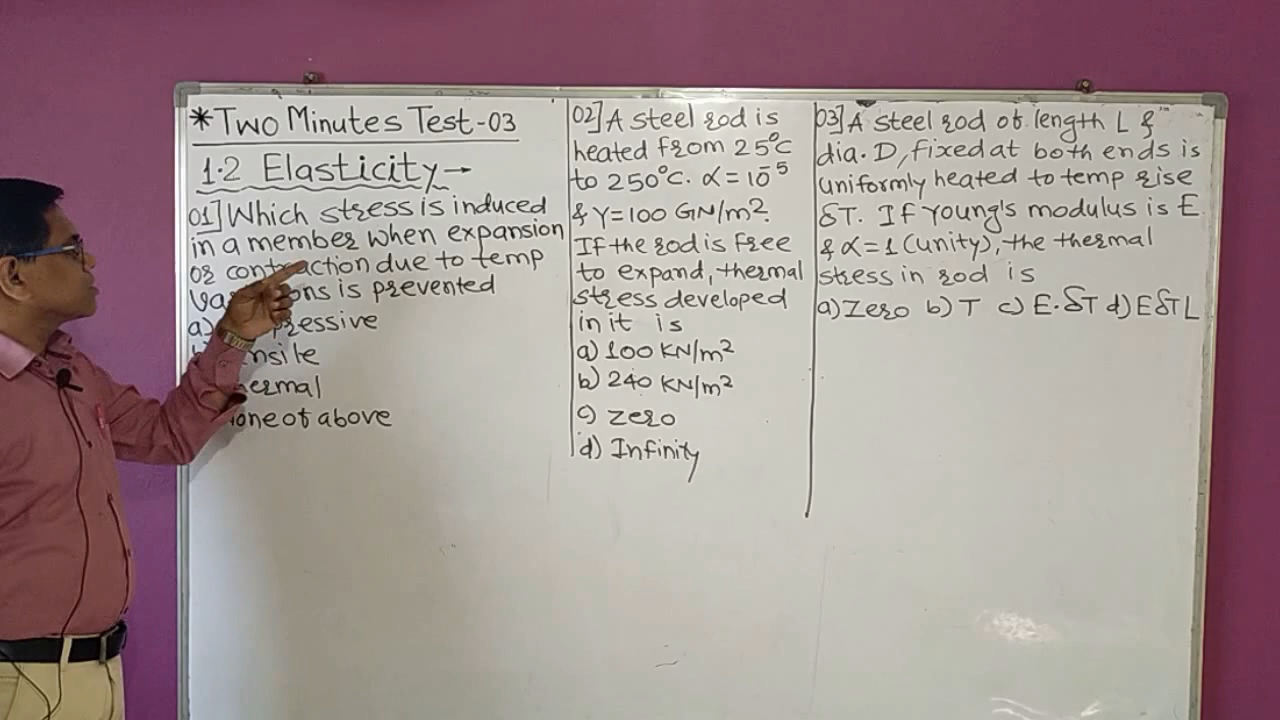 *Two Minutes Test-03
1.2 Elasticity→
01] Which stress is induced
in a member when expansion
or contraction due to temp
is prevented
a)
b)
c)
none of above
02] A steel rod is
heated from 25°C
to 250°C. α = 10⁻⁵
& Y = 100 GN/m².
If the rod is free
to expand, thermal
stress developed
in it is
a) 100 KN/m²
b) 240 KN/m²
c) zero
d) Infinity
03] A steel rod of length L &
dia. D, fixed at both ends is
uniformly heated to temp rise
δT. If Young's modulus is E
& α = 1 (unity), the thermal
stress in rod is
a) Zero b) T c) E.δT d) EδTL